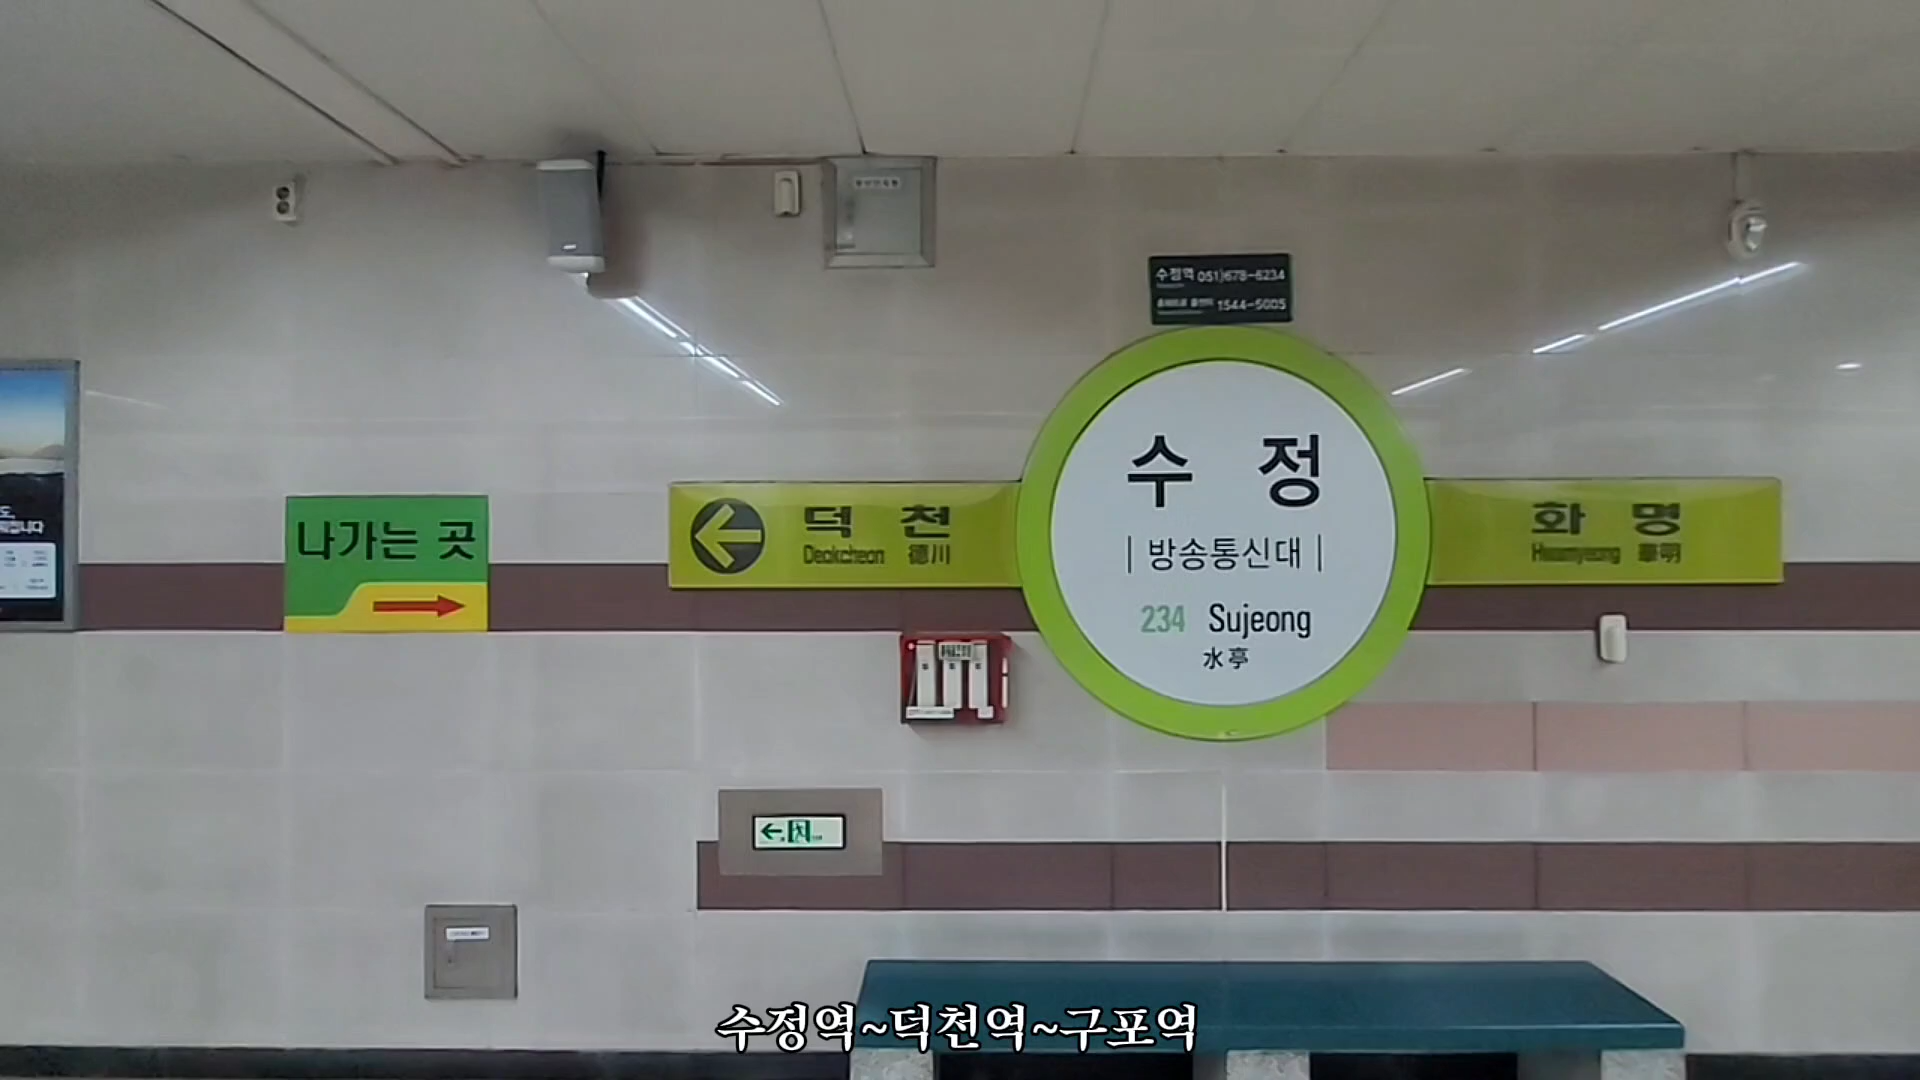 수정역 051)678-6234
1544-5005
나가는 곳
덕천
Deokcheon 德川
수정
|방송통신대|
234 Sujeong
水亭
화명
Hwamyeong 華明
수정역~덕천역~구포역